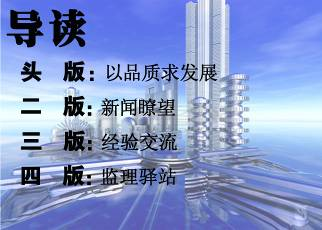 导读
头 版：以品质求发展
二 版：新闻瞭望
三 版：经验交流
四 版：监理驿站